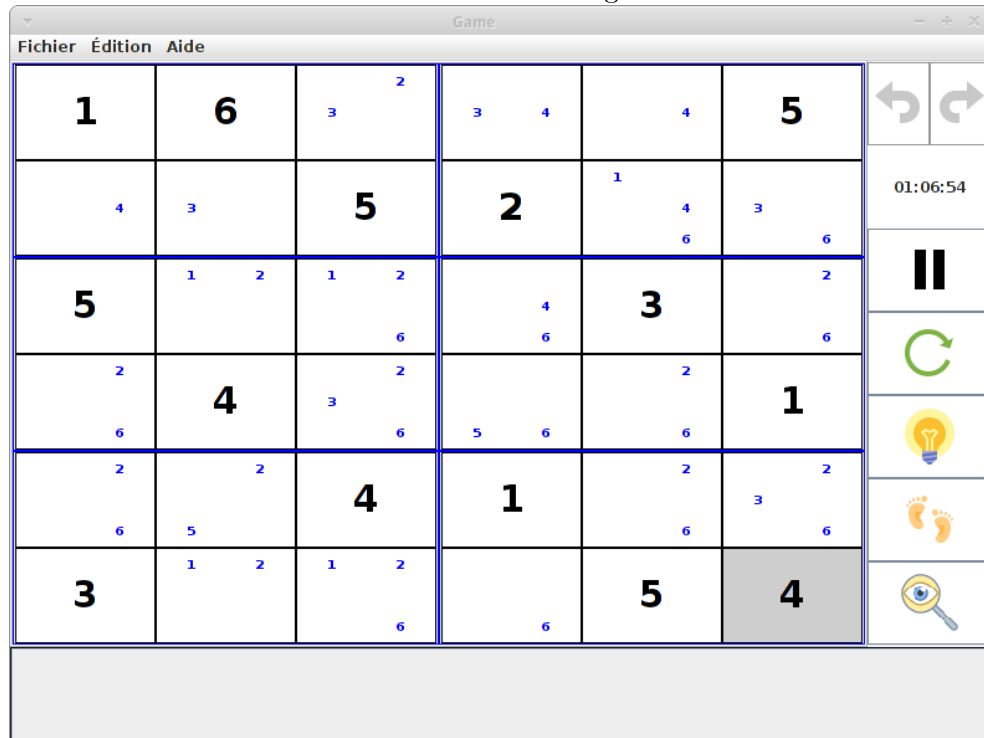 Game
Fichier Édition Aide
1 6 2 3 3 4 4 5
4 3 5 2 1 4 6 3 6
01:06:54
5 1 2 1 2 6 4 6 3 2 6
2 6 4 2 3 6 5 6 2 6 1
2 6 2 5 4 1 2 6 2 3 6
3 1 2 1 2 6 6 5 4